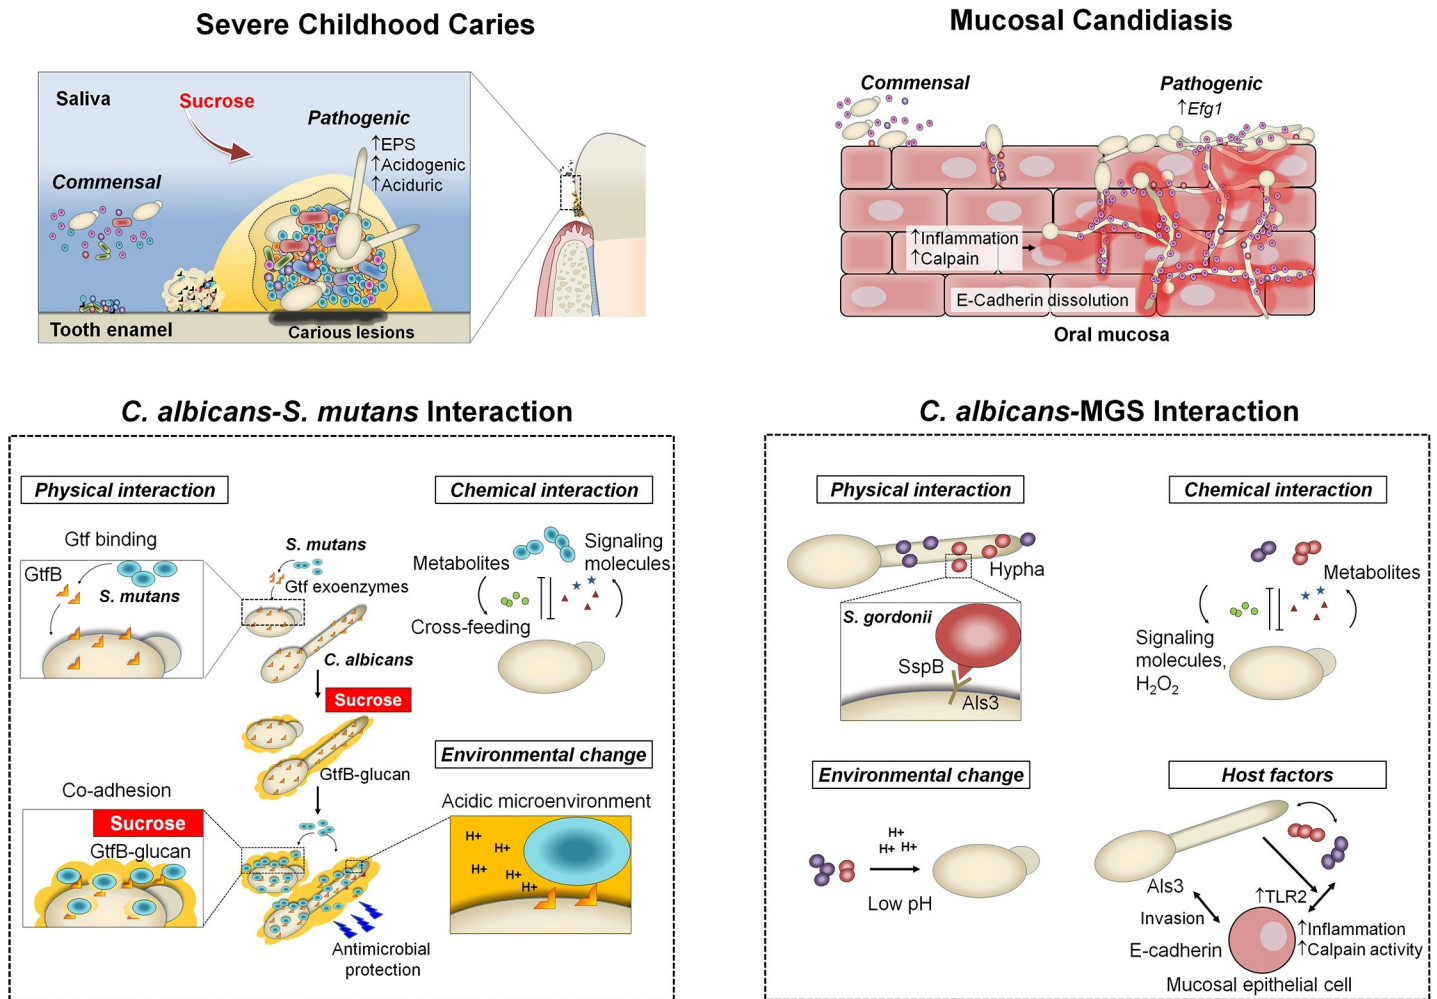 Severe Childhood Caries
Saliva
Sucrose
Pathogenic
↑EPS
↑Acidogenic
↑Aciduric
Commensal
Tooth enamel
Carious lesions
Mucosal Candidiasis
Commensal
Pathogenic
↑Efg1
↑Inflammation
↑Calpain
E-Cadherin dissolution
Oral mucosa
C. albicans-S. mutans Interaction
Physical interaction
Gtf binding
GtfB
S. mutans
S. mutans
Gtf exoenzymes
C. albicans
Sucrose
GtfB-glucan
Co-adhesion
Sucrose
GtfB-glucan
Antimicrobial
protection
Chemical interaction
Metabolites
Signaling
molecules
Cross-feeding
Environmental change
Acidic microenvironment
H+
H+
H+
H+
H+
C. albicans-MGS Interaction
Physical interaction
Hypha
S. gordonii
SspB
Als3
Chemical interaction
Metabolites
Signaling
molecules,
H₂O₂
Environmental change
H+
H+ H+
Low pH
Host factors
Als3
↑TLR2
Invasion
↑Inflammation
E-cadherin
↑Calpain activity
Mucosal epithelial cell